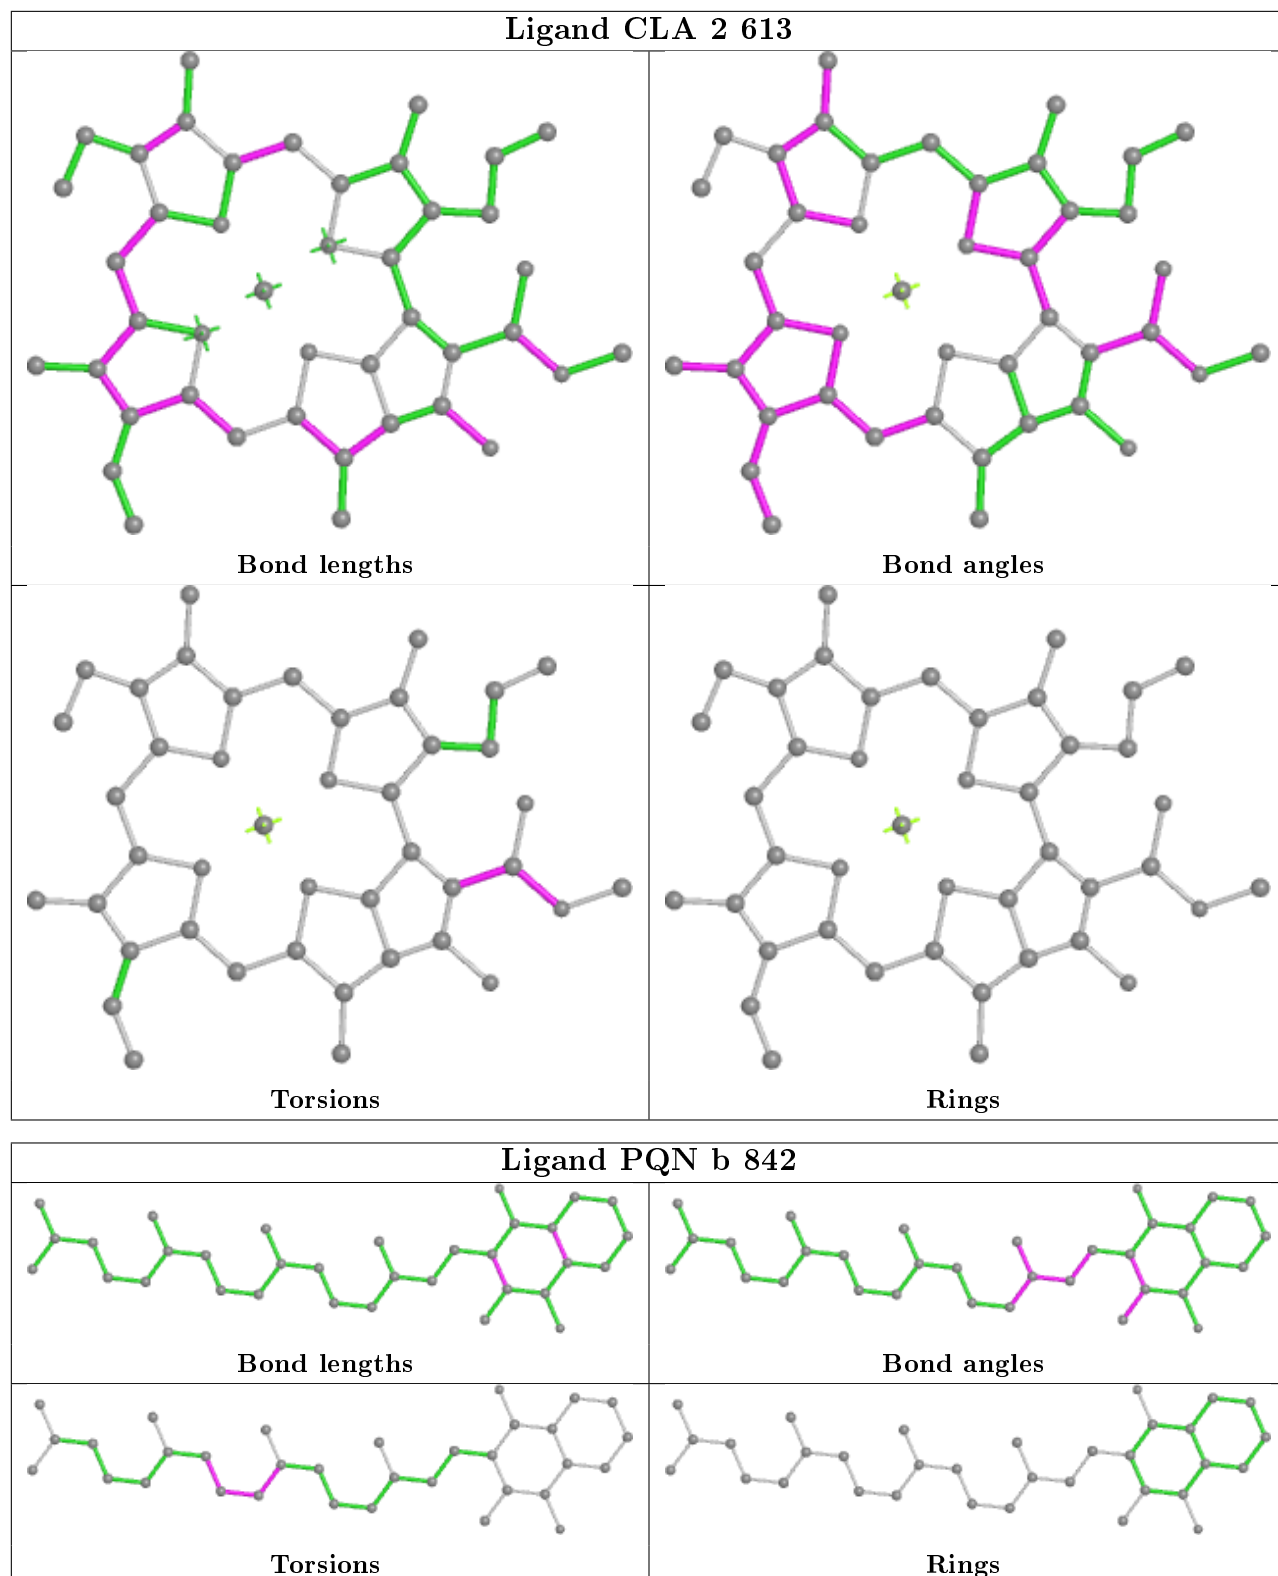 Ligand CLA 2 613
Bond lengths
Bond angles
Torsions
Rings
Ligand PQN b 842
Bond lengths
Bond angles
Torsions
Rings